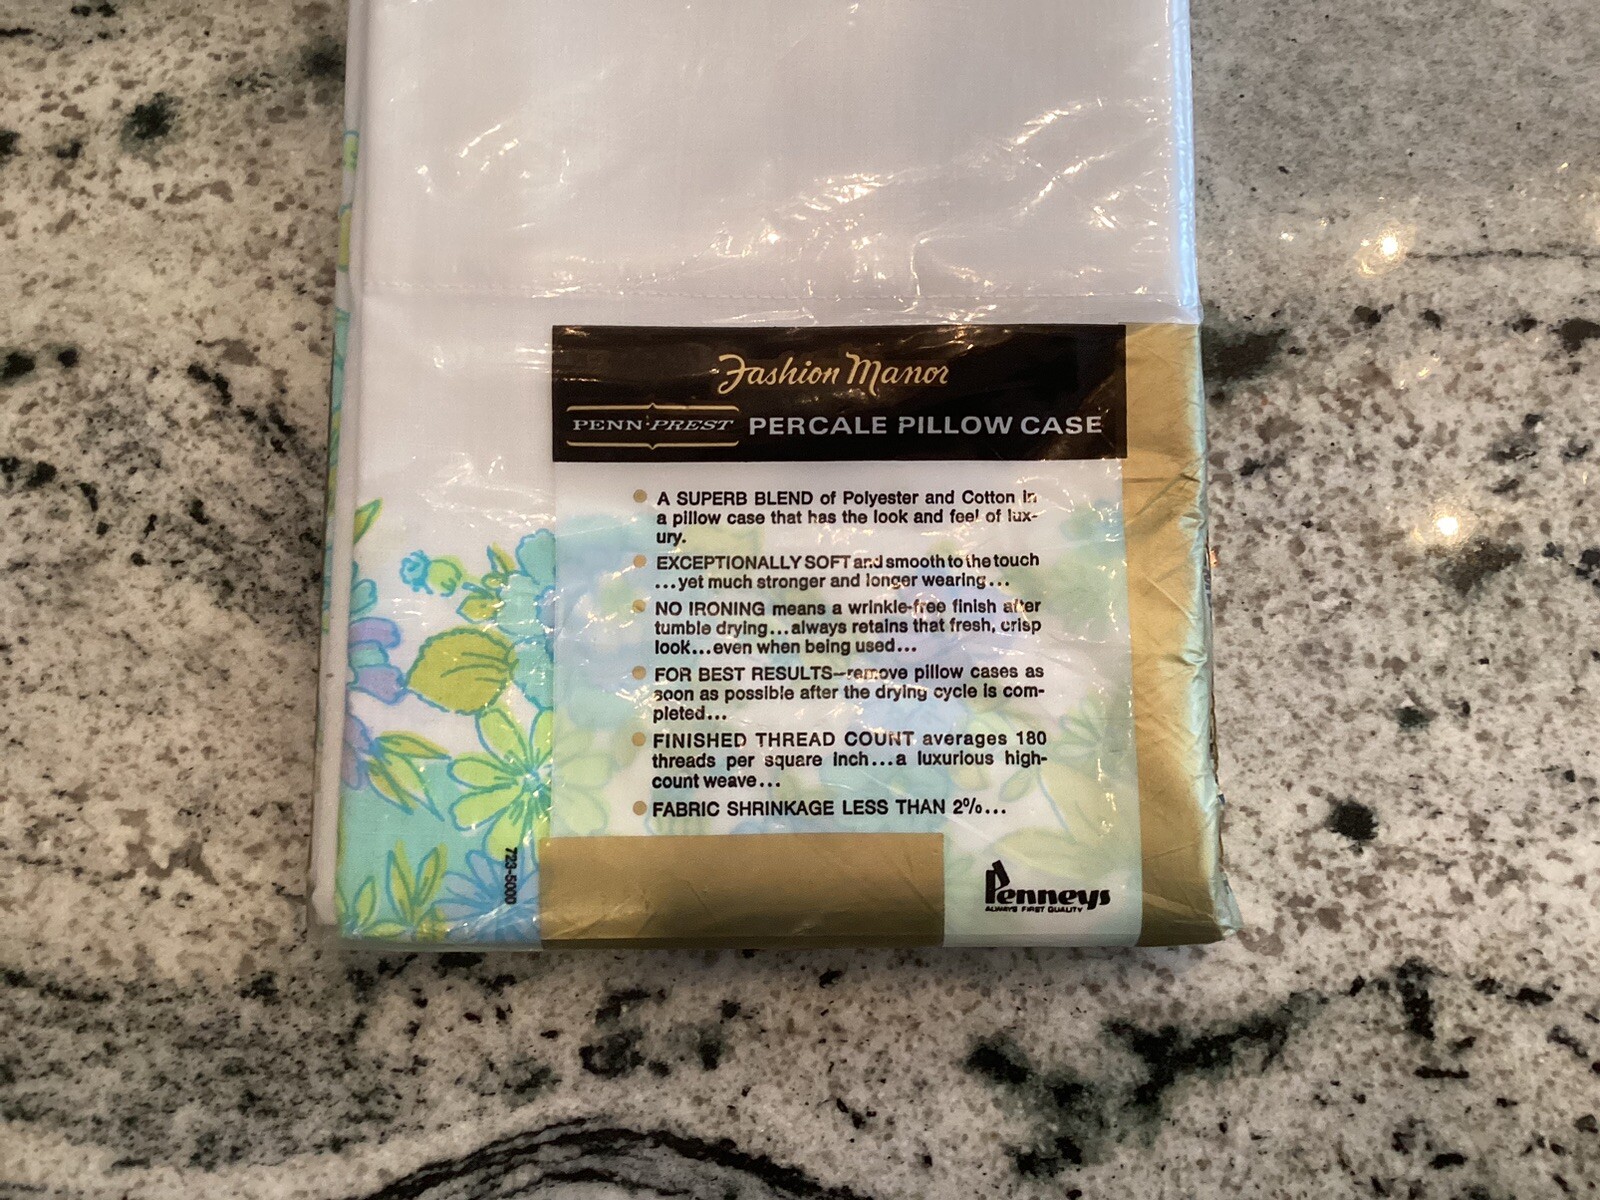 Fashion Manor
PENN·PREST PERCALE PILLOW CASE
A SUPERB BLEND of Polyester and Cotton in
a pillow case that has the look and feel of lux-
ury.
EXCEPTIONALLY SOFT and smooth to the touch
...yet much stronger and longer wearing...
NO IRONING means a wrinkle-free finish after
tumble drying...always retains that fresh, crisp
look...even when being used...
FOR BEST RESULTS—remove pillow cases as
soon as possible after the drying cycle is com-
pleted...
FINISHED THREAD COUNT averages 180
threads per square inch...a luxurious high-
count weave...
FABRIC SHRINKAGE LESS THAN 2%...
723-5000
Penneys
ALWAYS FIRST QUALITY